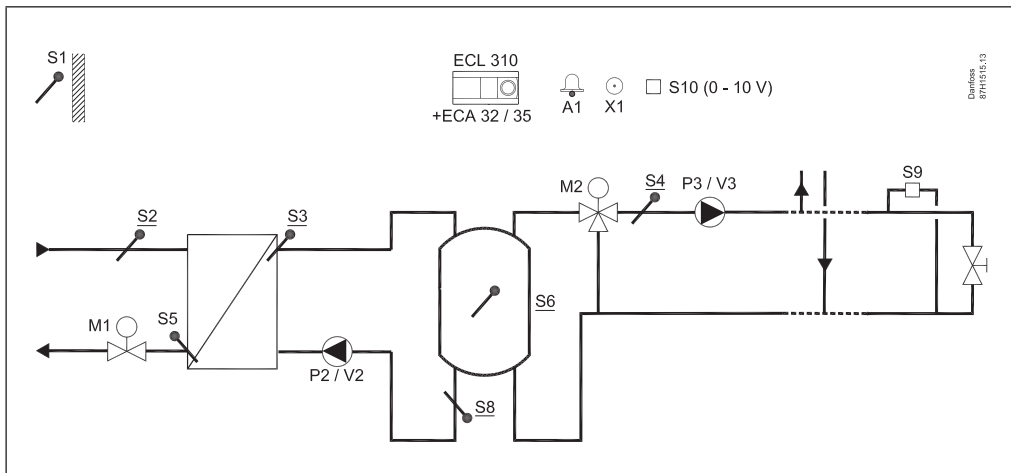 S1
ECL 310
+ECA 32 / 35
A1
X1
S10 (0 - 10 V)
Danfoss
87H1515.13
S2
S3
M2
S4
P3 / V3
S9
M1
S5
P2 / V2
S6
S8